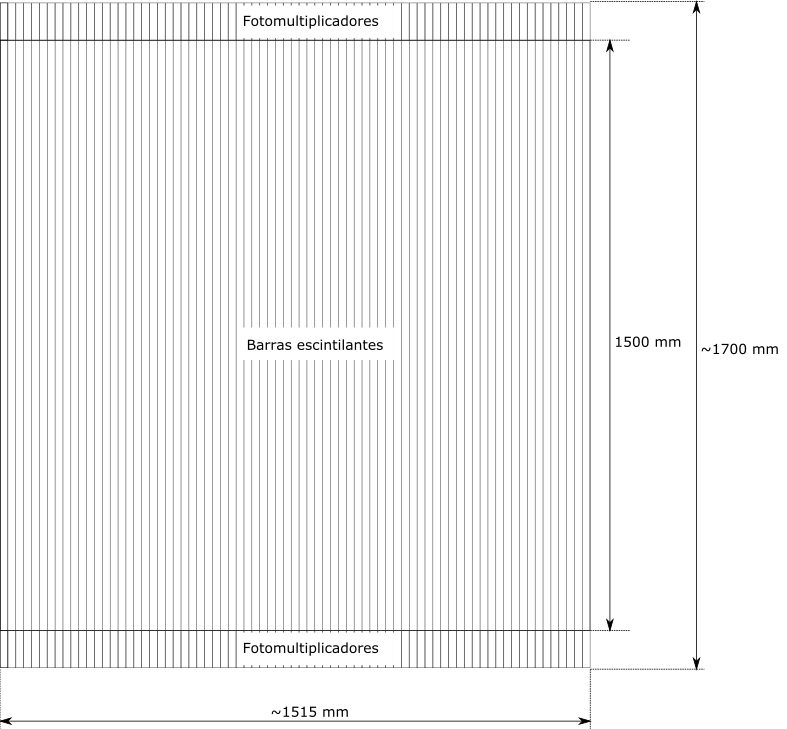 Fotomultiplicadores
Barras escintilantes
1500 mm
~1700 mm
Fotomultiplicadores
~1515 mm